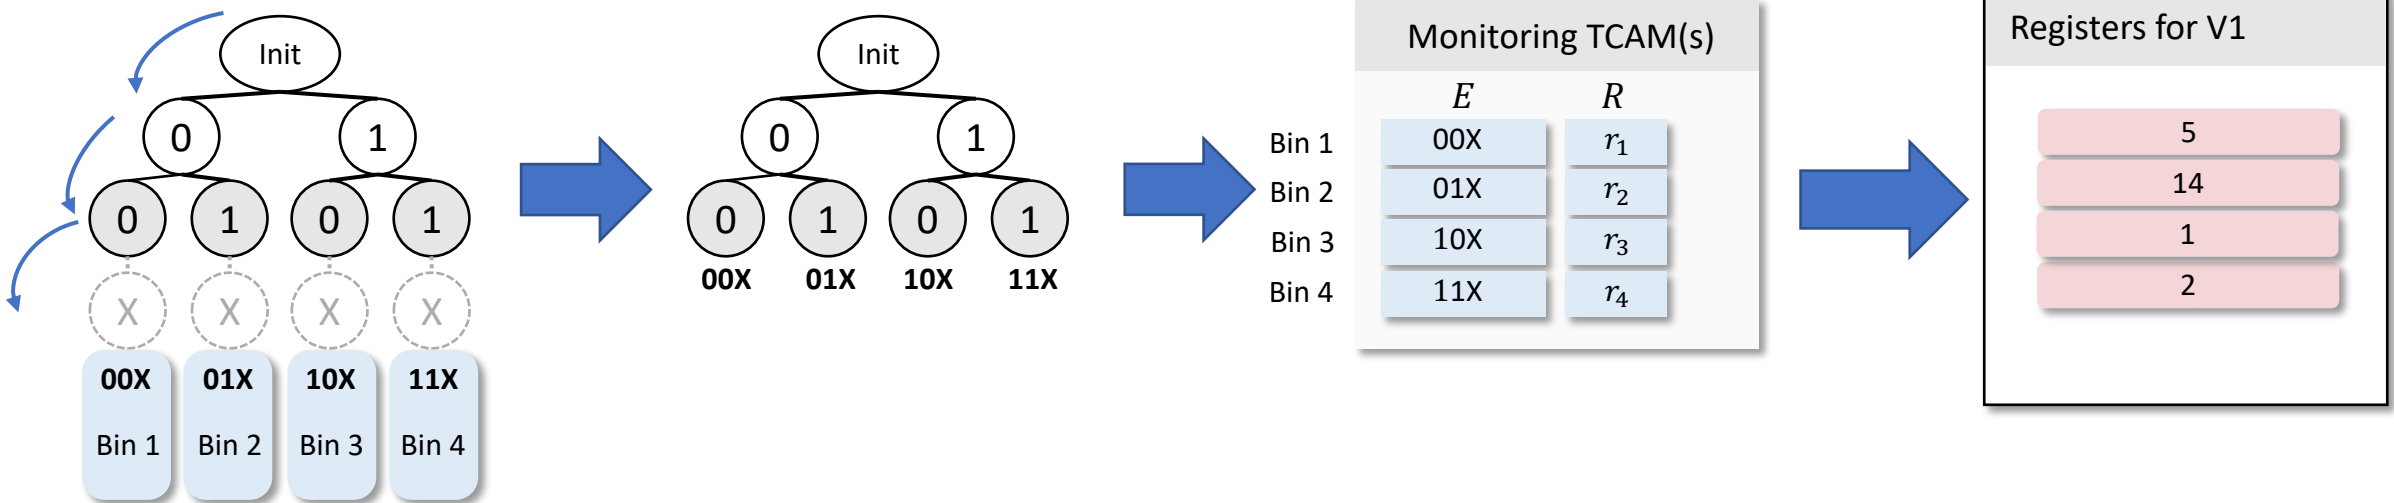 Init
0 1
0 1 0 1
X X X X
00X 01X 10X 11X
Bin 1 Bin 2 Bin 3 Bin 4
Init
0 1
0 1 0 1
00X 01X 10X 11X
Monitoring TCAM(s)
E R
Bin 1 00X r₁
Bin 2 01X r₂
Bin 3 10X r₃
Bin 4 11X r₄
Registers for V1
5
14
1
2